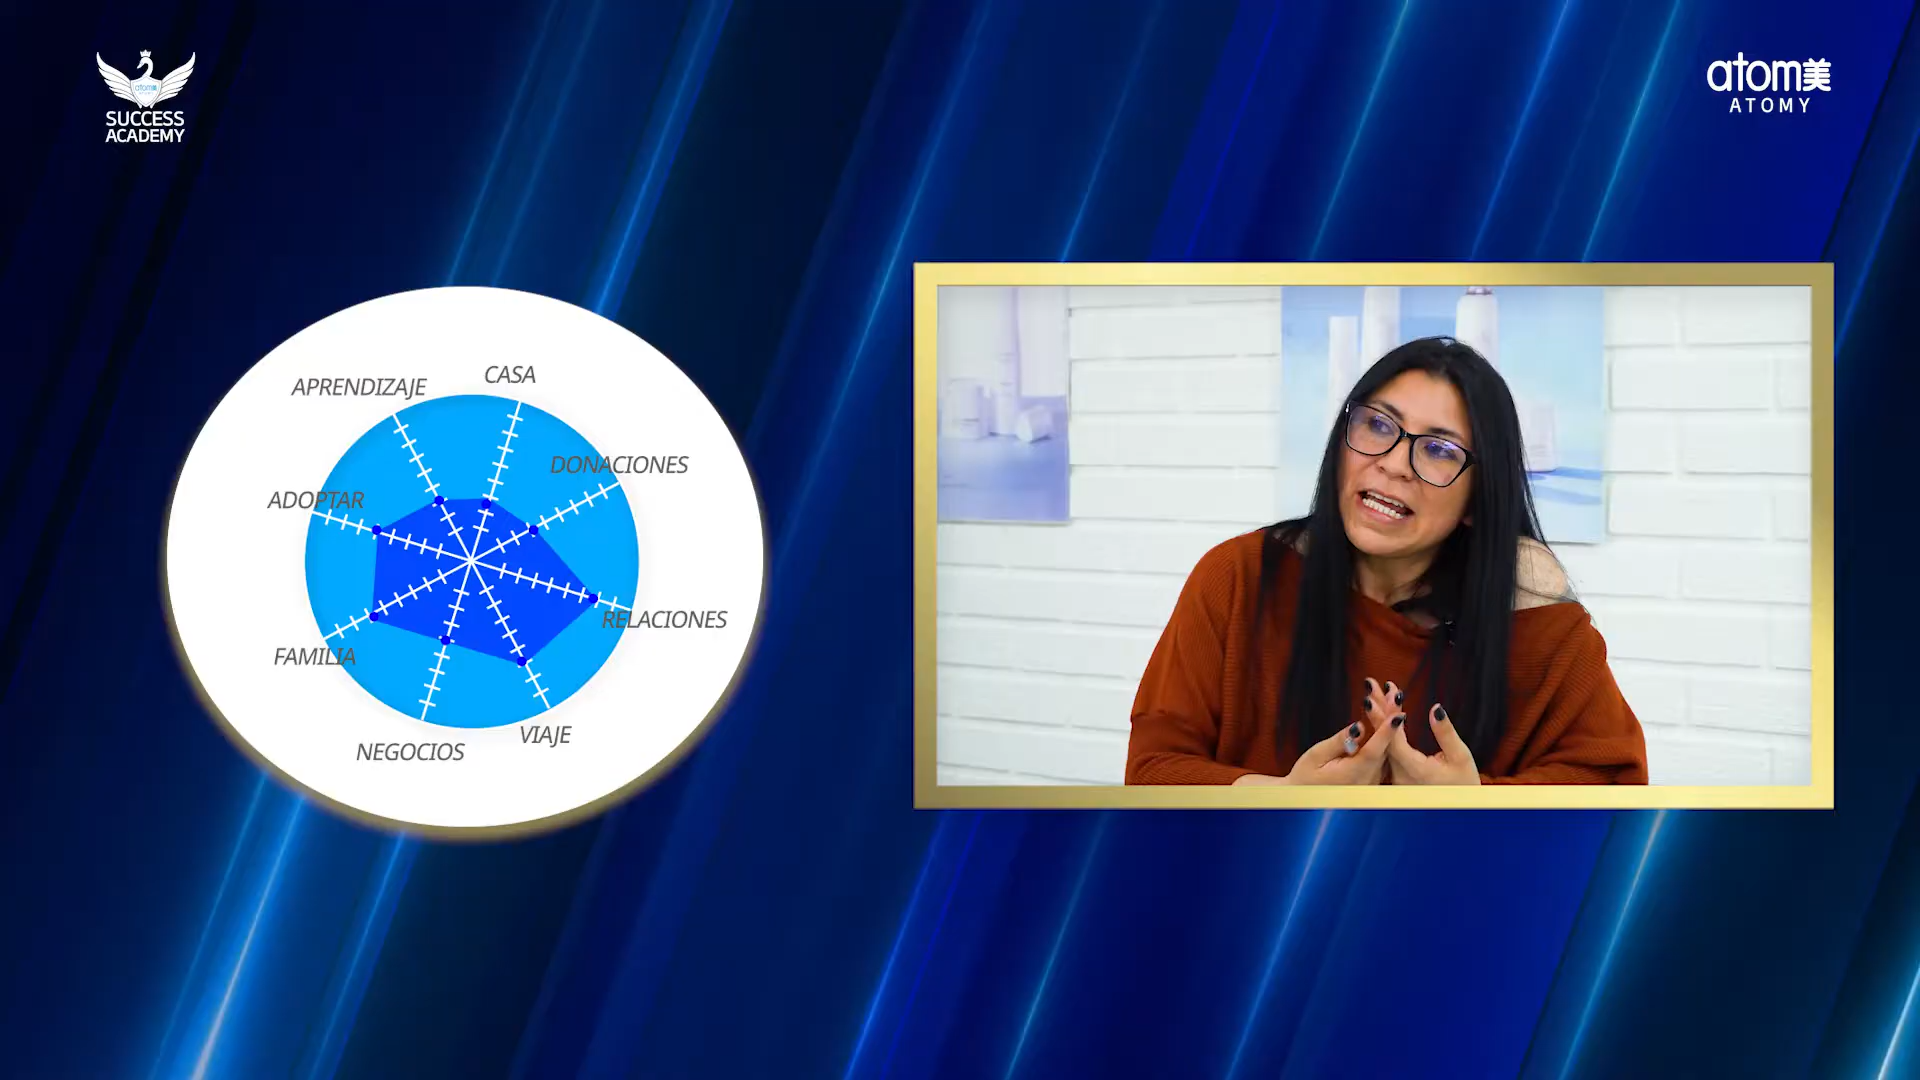 SUCCESS
ACADEMY
atom美
ATOMY
CASA
APRENDIZAJE
DONACIONES
ADOPTAR
RELACIONES
FAMILIA
VIAJE
NEGOCIOS